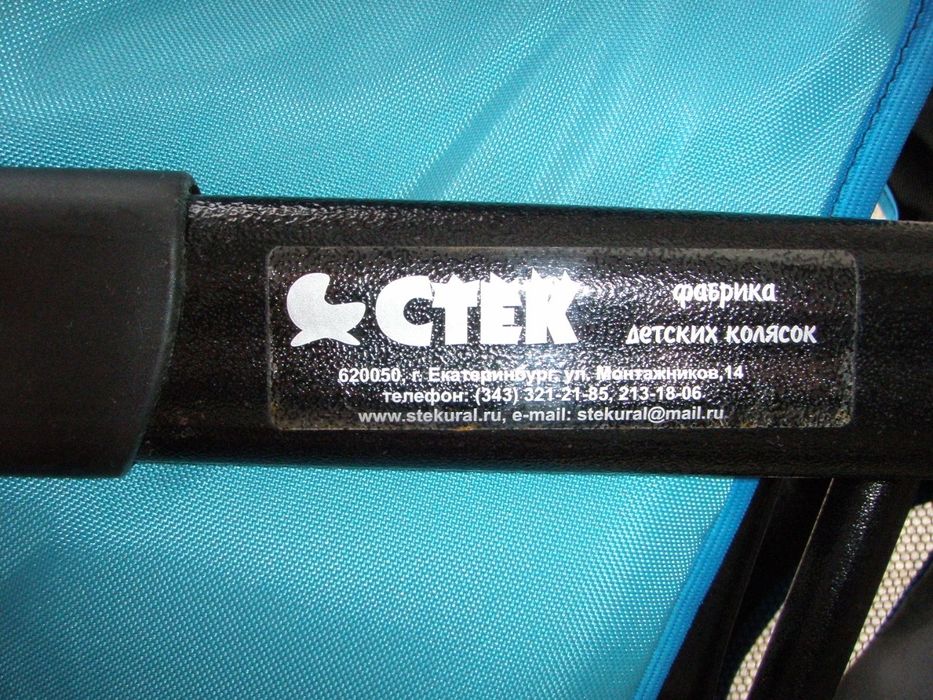 СТЕК
фабрика
детских колясок
620050, г. Екатеринбург, ул. Монтажников,14
телефон: (343) 321-21-85, 213-18-06.
www.stekural.ru, e-mail: stekural@mail.ru